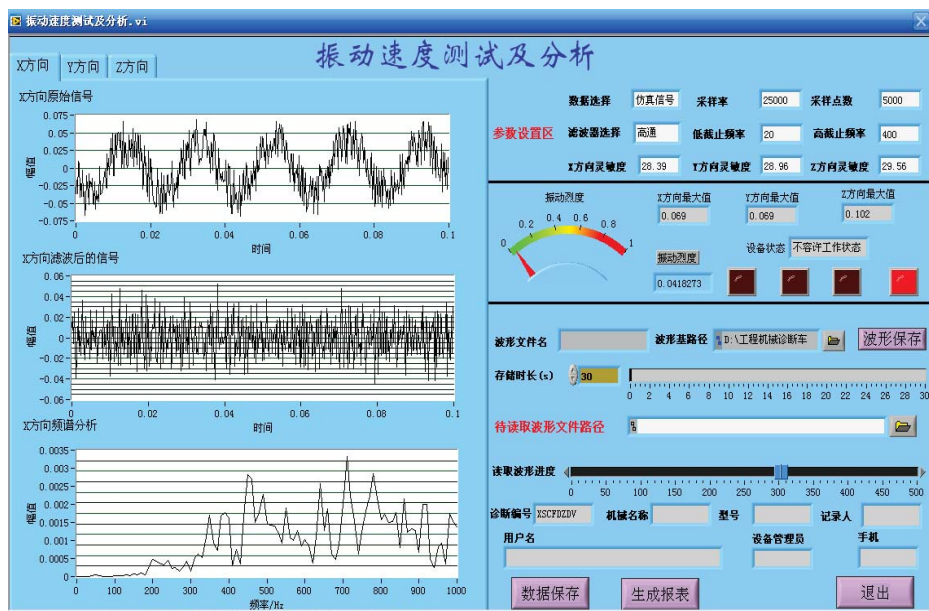 振动速度测试及分析.vi
振动速度测试及分析
X方向 Y方向 Z方向
X方向原始信号
幅值
0.075
0.05
0.025
0
-0.025
-0.05
-0.075
0 0.02 0.04 0.06 0.08 0.1
时间
X方向滤波后的信号
幅值
0.06
0.04
0.02
0
-0.02
-0.04
-0.06
0 0.02 0.04 0.06 0.08 0.1
时间
X方向频谱分析
幅值
0.0035
0.003
0.0025
0.002
0.0015
0.001
0.0005
0
0 100 200 300 400 500 600 700 800 900 1000
频率/Hz
参数设置区
数据选择 仿真信号 采样率 25000 采样点数 5000
滤波器选择 高通 低截止频率 20 高截止频率 400
X方向灵敏度 28.39 Y方向灵敏度 28.96 Z方向灵敏度 29.56
振动烈度
0 0.2 0.4 0.6 0.8 1
X方向最大值 Y方向最大值 Z方向最大值
0.069 0.069 0.102
振动烈度 设备状态 不容许工作状态
0.0418273
波形文件名 波形基路径 D:\工程机械诊断车 波形保存
存储时长(s) 30
0 2 4 6 8 10 12 14 16 18 20 22 24 26 28 30
待读取波形文件路径
读取波形进度
0 50 100 150 200 250 300 350 400 450 500
诊断编号 XSCFDZDV 机械名称 型号 记录人
用户名 设备管理员 手机
数据保存 生成报表 退出